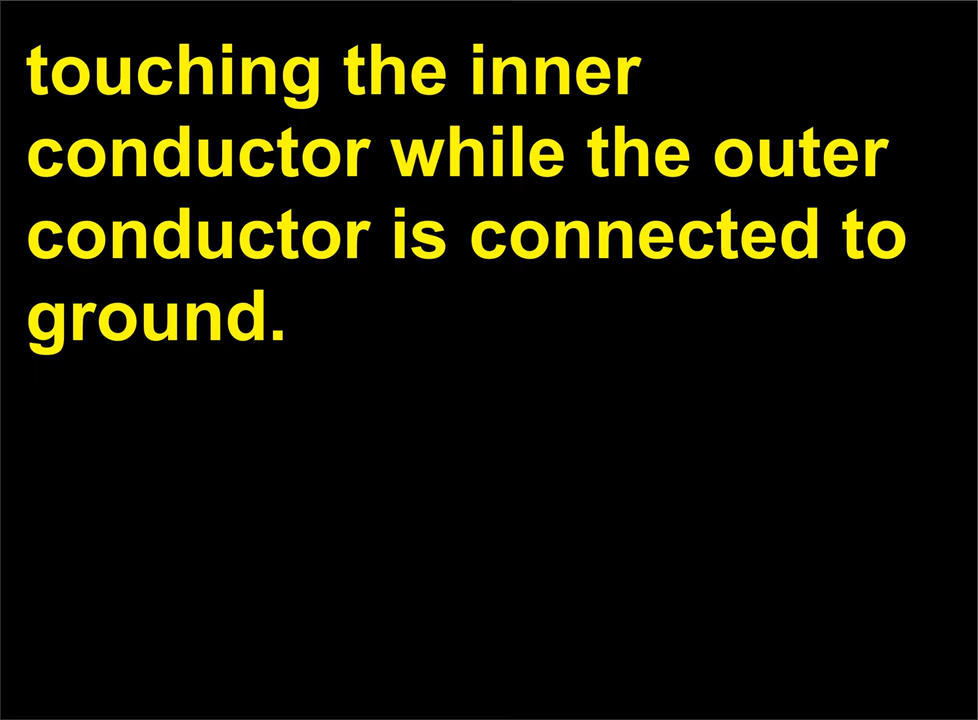 touching the inner
conductor while the outer
conductor is connected to
ground.